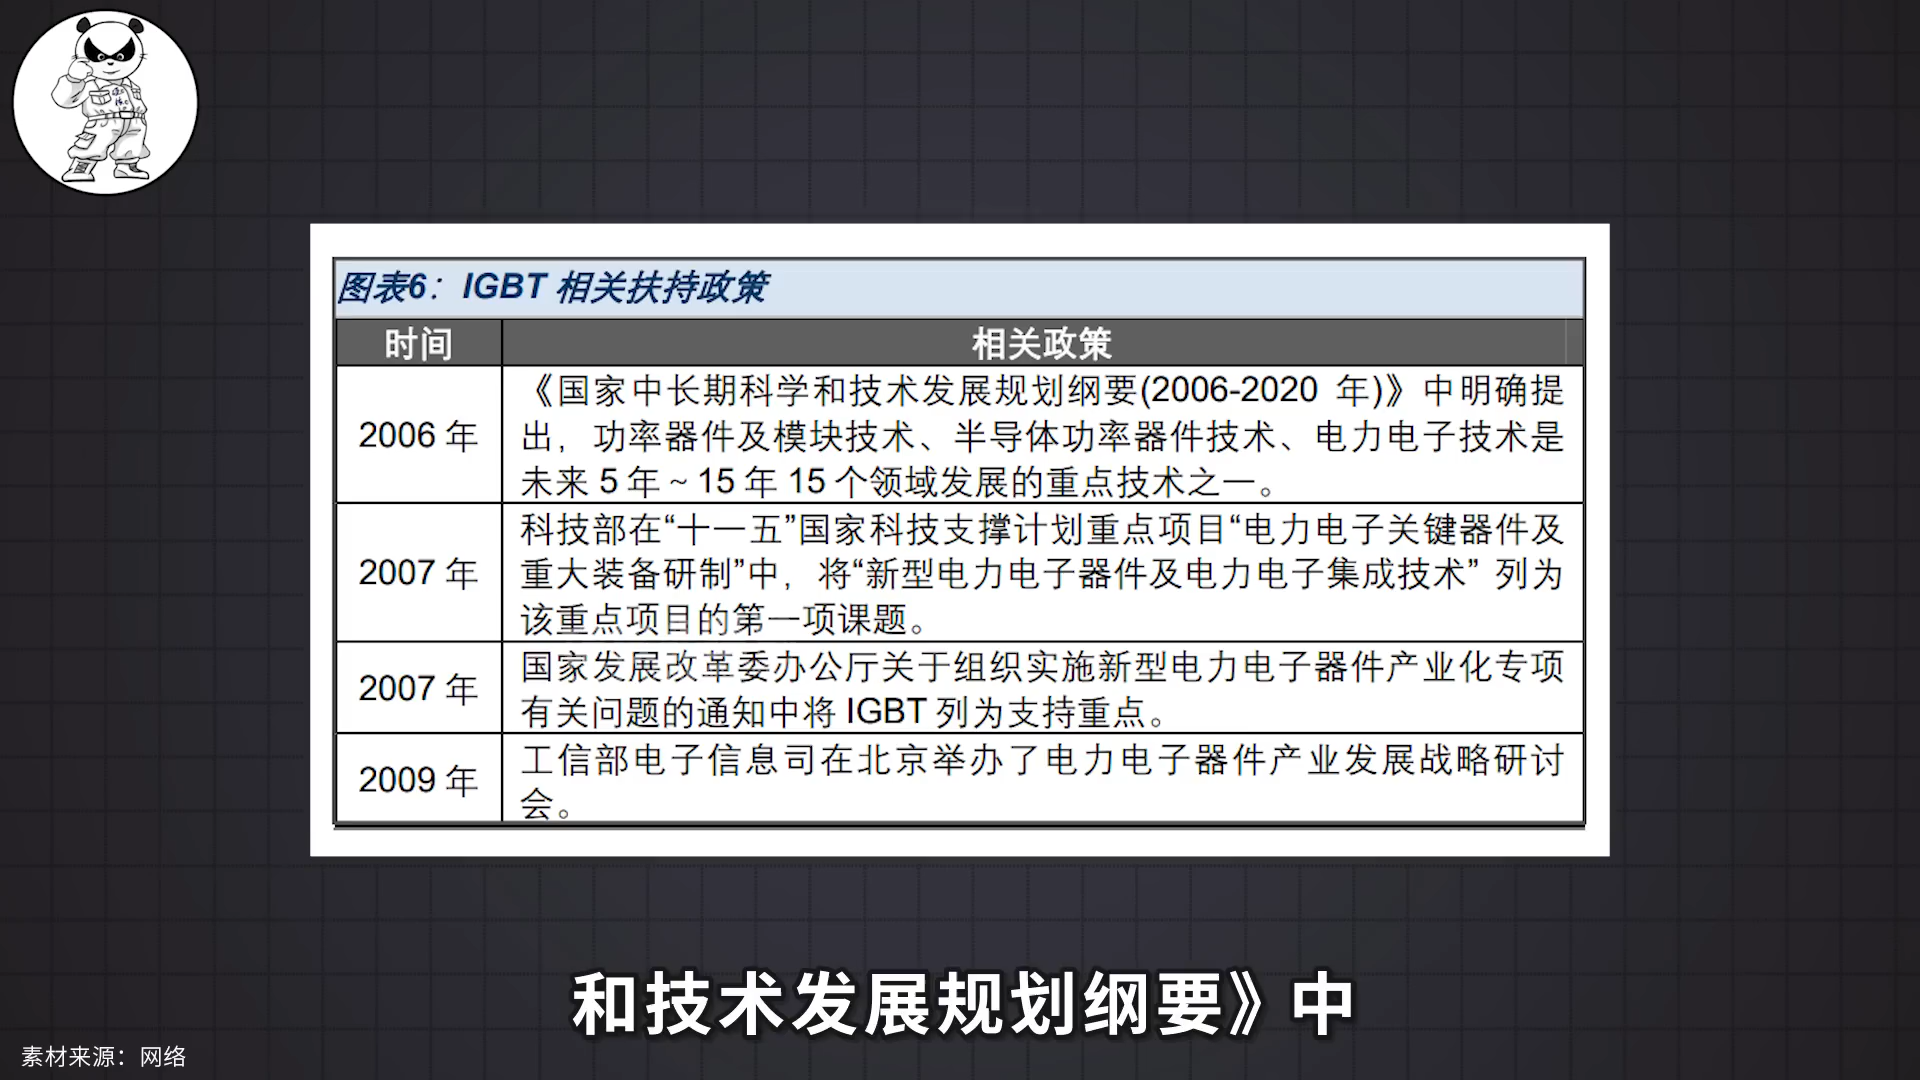 图表6：IGBT 相关扶持政策
时间 相关政策
2006 年
《国家中长期科学和技术发展规划纲要(2006-2020 年)》中明确提
出，功率器件及模块技术、半导体功率器件技术、电力电子技术是
未来 5 年 ~ 15 年 15 个领域发展的重点技术之一。
2007 年
科技部在“十一五”国家科技支撑计划重点项目“电力电子关键器件及
重大装备研制”中，将“新型电力电子器件及电力电子集成技术” 列为
该重点项目的第一项课题。
2007 年
国家发展改革委办公厅关于组织实施新型电力电子器件产业化专项
有关问题的通知中将 IGBT 列为支持重点。
2009 年
工信部电子信息司在北京举办了电力电子器件产业发展战略研讨
会。
和技术发展规划纲要》中
素材来源：网络